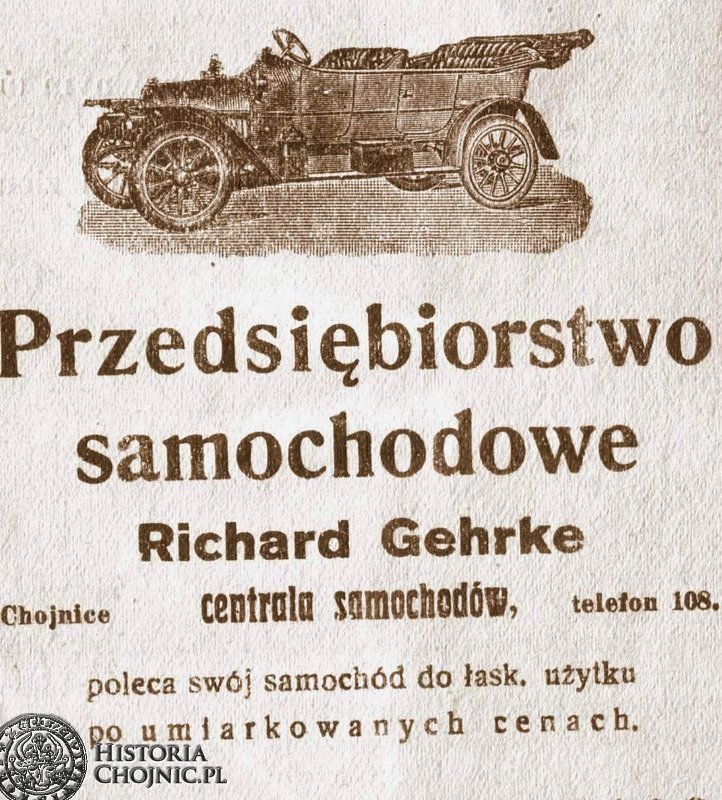 Przedsiębiorstwo
samochodowe
Richard Gehrke
Chojnice centrala samochodów, telefon 108.
poleca swój samochód do łask. użytku
po umiarkowanych cenach.
HISTORIA
CHOJNIC.PL